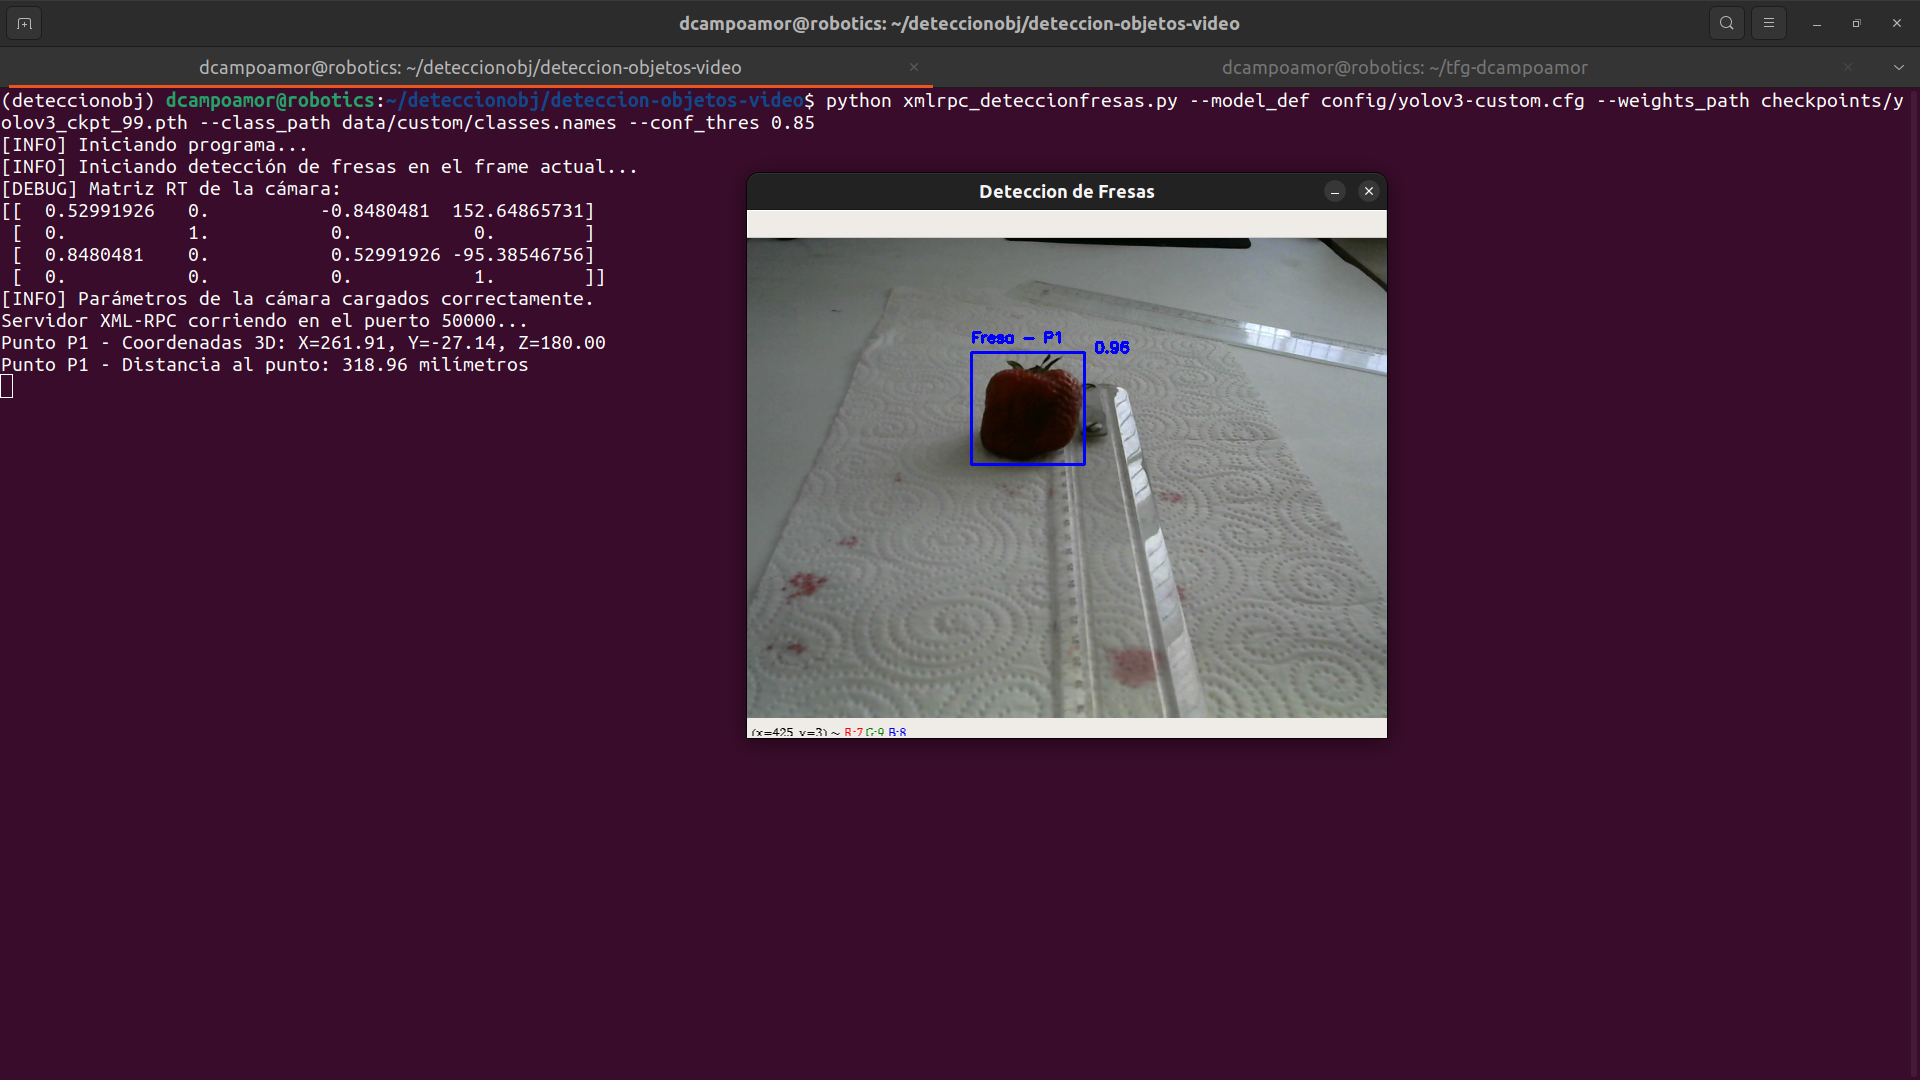 dcampoamor@robotics: ~/deteccionobj/deteccion-objetos-video
dcampoamor@robotics: ~/deteccionobj/deteccion-objetos-video
dcampoamor@robotics: ~/tfg-dcampoamor
(deteccionobj) dcampoamor@robotics:~/deteccionobj/deteccion-objetos-video$ python xmlrpc_deteccionfresas.py --model_def config/yolov3-custom.cfg --weights_path checkpoints/y
olov3_ckpt_99.pth --class_path data/custom/classes.names --conf_thres 0.85
[INFO] Iniciando programa...
[INFO] Iniciando detección de fresas en el frame actual...
[DEBUG] Matriz RT de la cámara:
[[  0.52991926   0.          -0.8480481  152.64865731]
 [  0.           1.           0.           0.        ]
 [  0.8480481    0.           0.52991926 -95.38546756]
 [  0.           0.           0.           1.        ]]
[INFO] Parámetros de la cámara cargados correctamente.
Servidor XML-RPC corriendo en el puerto 50000...
Punto P1 - Coordenadas 3D: X=261.91, Y=-27.14, Z=180.00
Punto P1 - Distancia al punto: 318.96 milímetros
Deteccion de Fresas
Fresa - P1
0.96
(x=425, y=3) ~ R:7 G:9 B:8